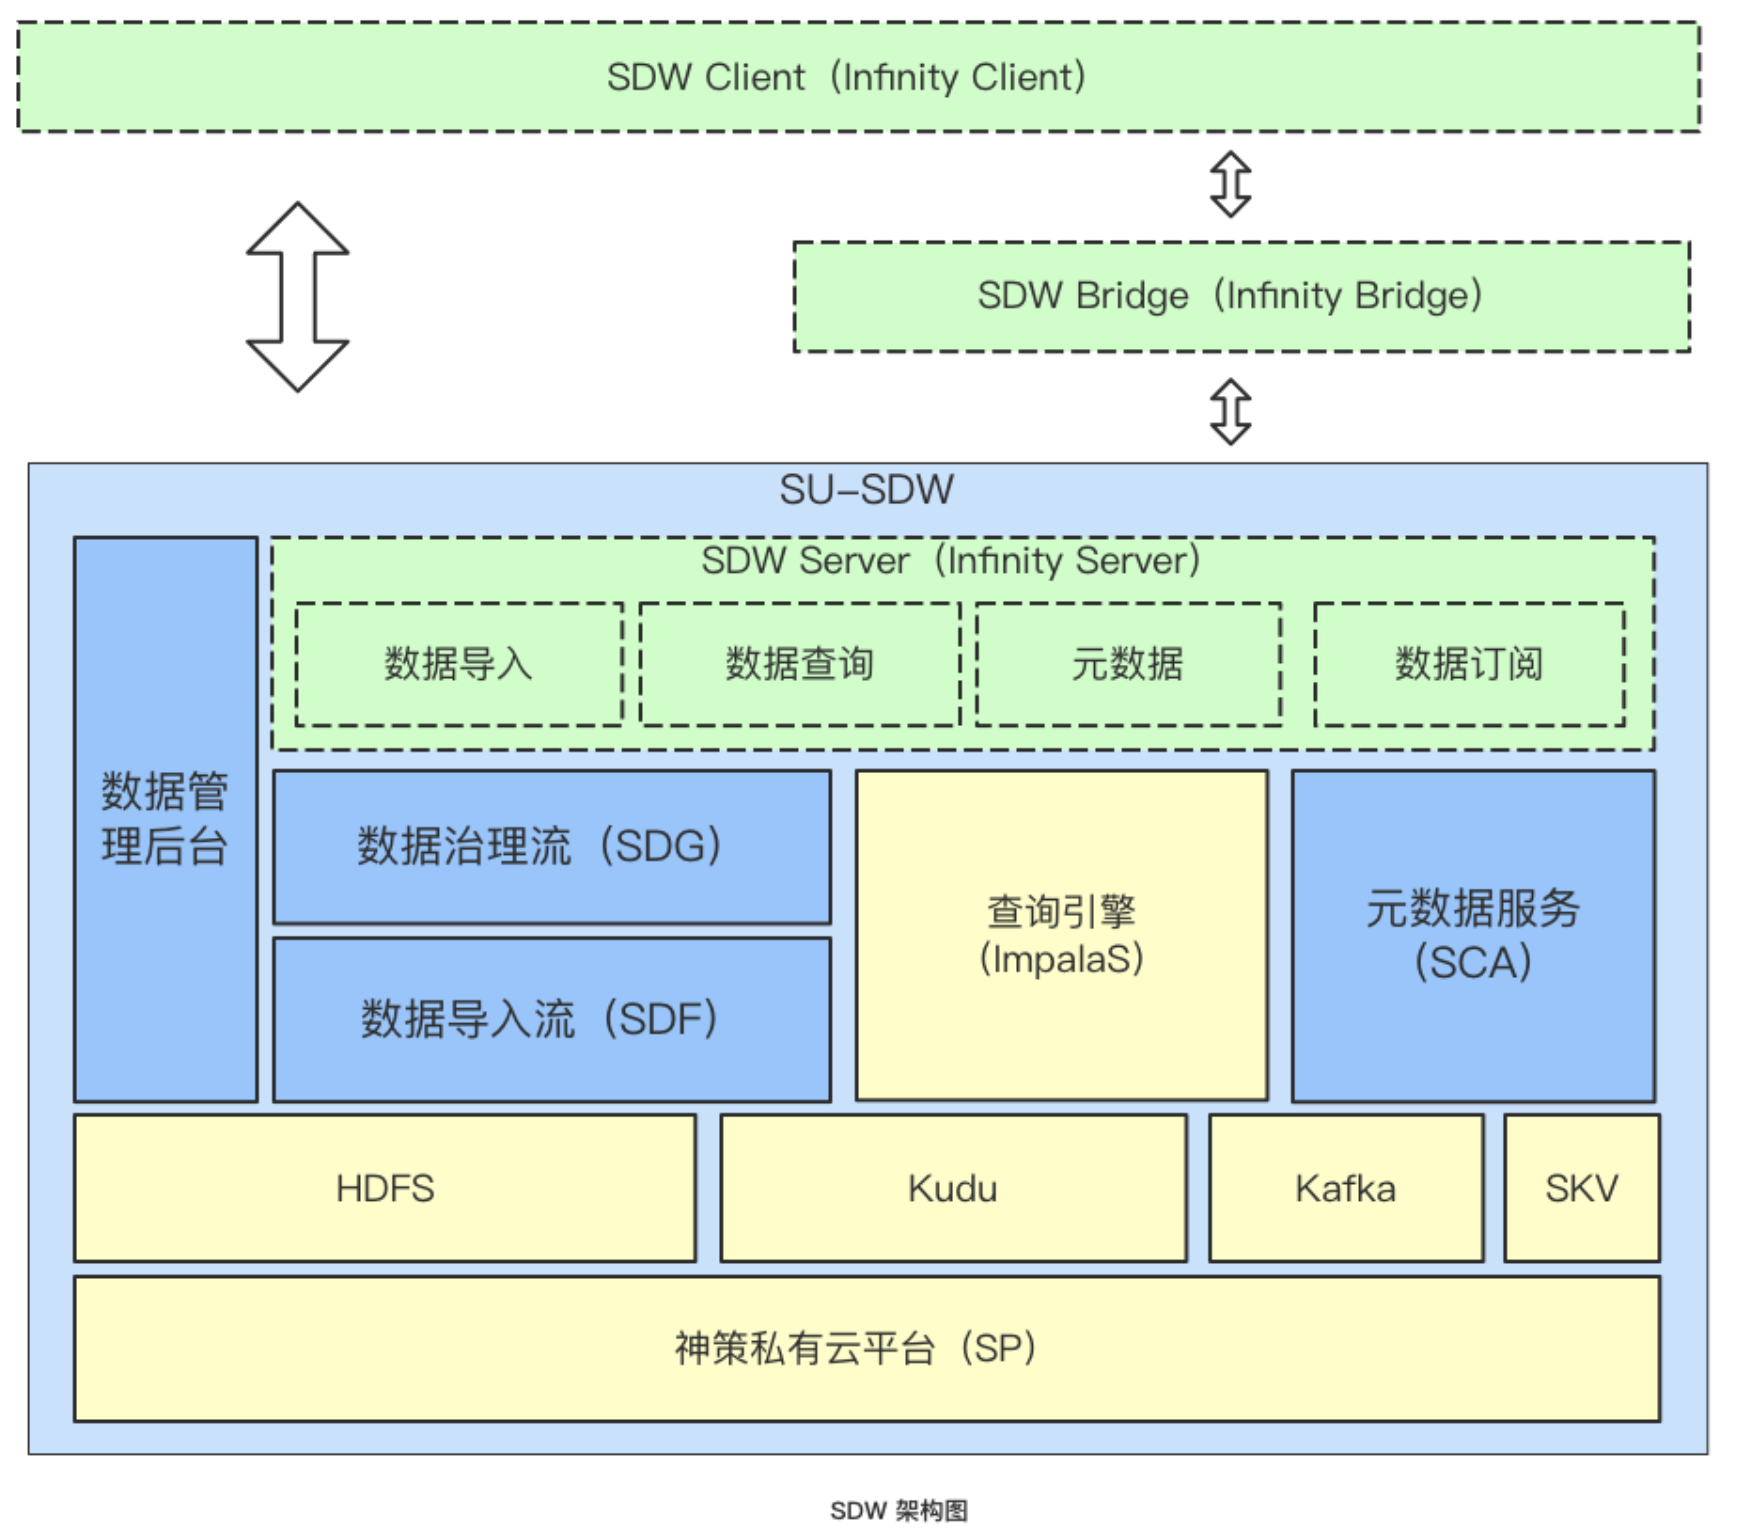 SDW Client（Infinity Client）
SDW Bridge（Infinity Bridge）
SU-SDW
SDW Server（Infinity Server）
数据导入
数据查询
元数据
数据订阅
数据管
理后台
数据治理流（SDG）
数据导入流（SDF）
查询引擎
（ImpalaS）
元数据服务
（SCA）
HDFS
Kudu
Kafka
SKV
神策私有云平台（SP）
SDW 架构图